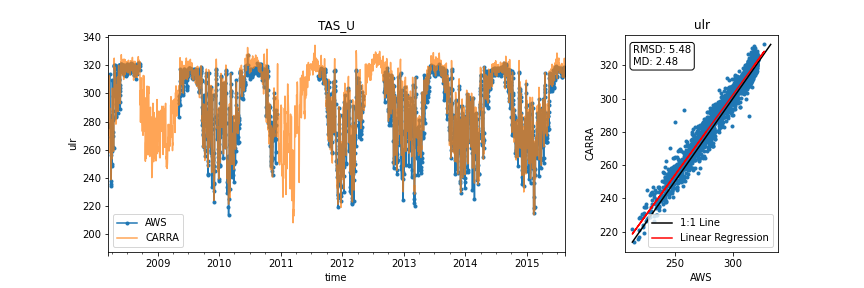 TAS_U
340
320
300
280
260
240
220
200
ulr
2009
2010
2011
2012
2013
2014
2015
time
AWS
CARRA
ulr
RMSD: 5.48
MD: 2.48
320
300
280
260
240
220
CARRA
1:1 Line
Linear Regression
250
300
AWS